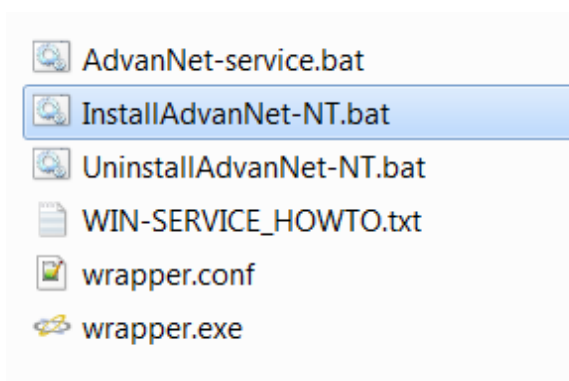 AdvanNet-service.bat
InstallAdvanNet-NT.bat
UninstallAdvanNet-NT.bat
WIN-SERVICE_HOWTO.txt
wrapper.conf
wrapper.exe